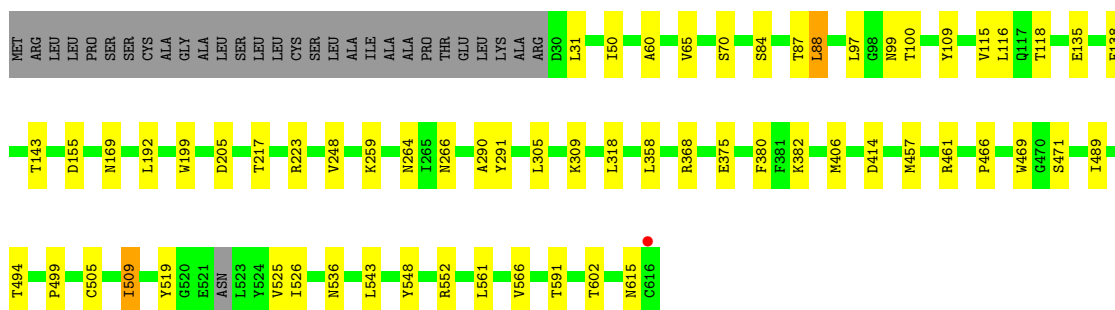 MET ARG LEU LEU PRO SER SER CYS ALA GLY ALA LEU SER LEU LEU CYS SER LEU ALA ILE ALA ALA PRO THR GLU LEU LYS ALA ARG D30 L31 I50 A60 V65 S70 S84 T87 L88 L97 G98 N99 T100 Y109 V115 L116 Q117 T118 E135
T143 D155 N169 L192 W199 D205 T217 R223 V248 K259 N264 I265 N266 A290 Y291 L305 K309 L318 L358 R368 E375 F380 F381 K382 M406 D414 M457 R461 P466 W469 G470 S471 I489
T494 P499 C505 I509 Y519 G520 E521 ASN L523 Y524 V525 I526 N536 L543 Y548 R552 L561 V566 T591 T602 N615 C616